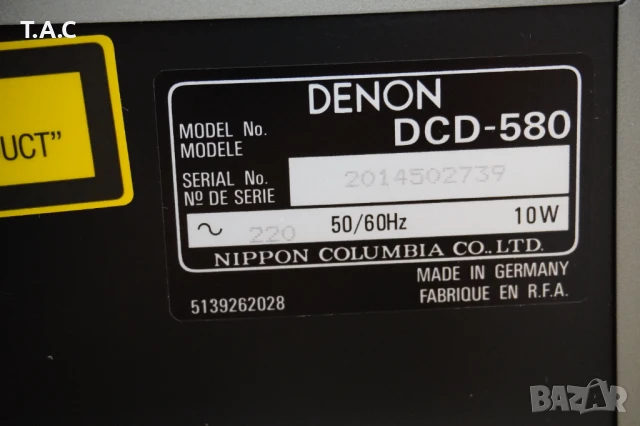 T.A.C
UCT”
DENON
MODEL No. DCD-580
MODELE
SERIAL No. 2014502739
Nº DE SERIE
~ 220 50/60Hz 10W
NIPPON COLUMBIA CO.,LTD.
MADE IN GERMANY
5139262028 FABRIQUE EN R.F.A.
BAZAR